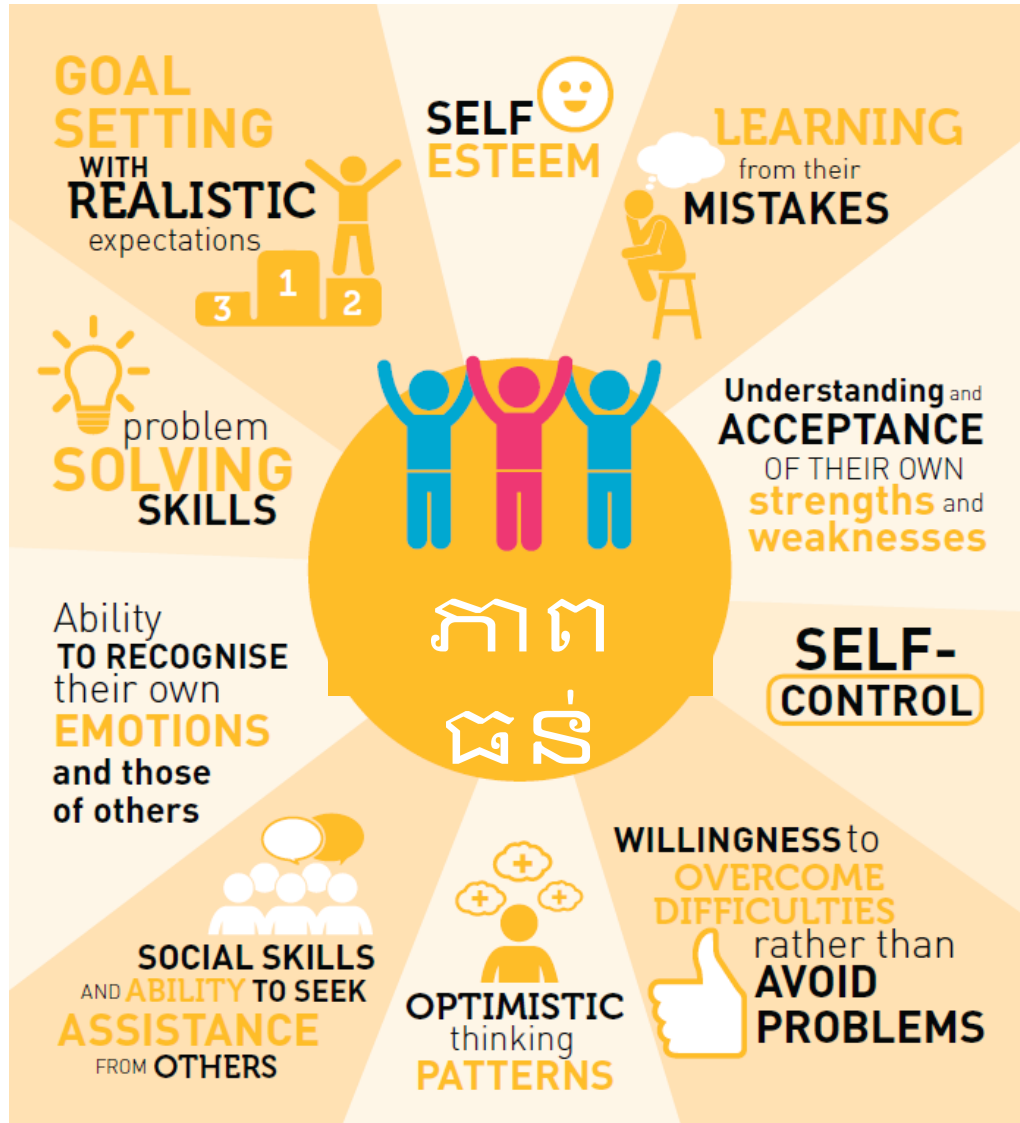 GOAL
SETTING
WITH
REALISTIC
expectations
3 1 2
SELF
ESTEEM
LEARNING
from their
MISTAKES
problem
SOLVING
SKILLS
Understanding and
ACCEPTANCE
OF THEIR OWN
strengths and
weaknesses
ភាព
ធន់
Ability
TO RECOGNISE
their own
EMOTIONS
and those
of others
SELF-
CONTROL
SOCIAL SKILLS
AND ABILITY TO SEEK
ASSISTANCE
FROM OTHERS
OPTIMISTIC
thinking
PATTERNS
WILLINGNESS to
OVERCOME
DIFFICULTIES
rather than
AVOID
PROBLEMS